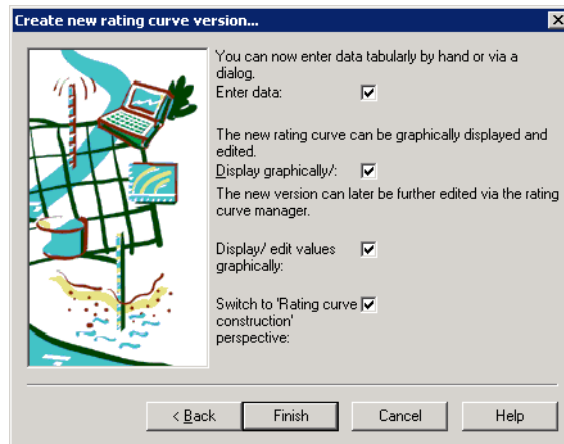 Create new rating curve version...
You can now enter data tabularly by hand or via a
dialog.
Enter data:
The new rating curve can be graphically displayed and
edited.
Display graphically/:
The new version can later be further edited via the rating
curve manager.
Display/ edit values
graphically:
Switch to 'Rating curve
construction'
perspective:
< Back
Finish
Cancel
Help